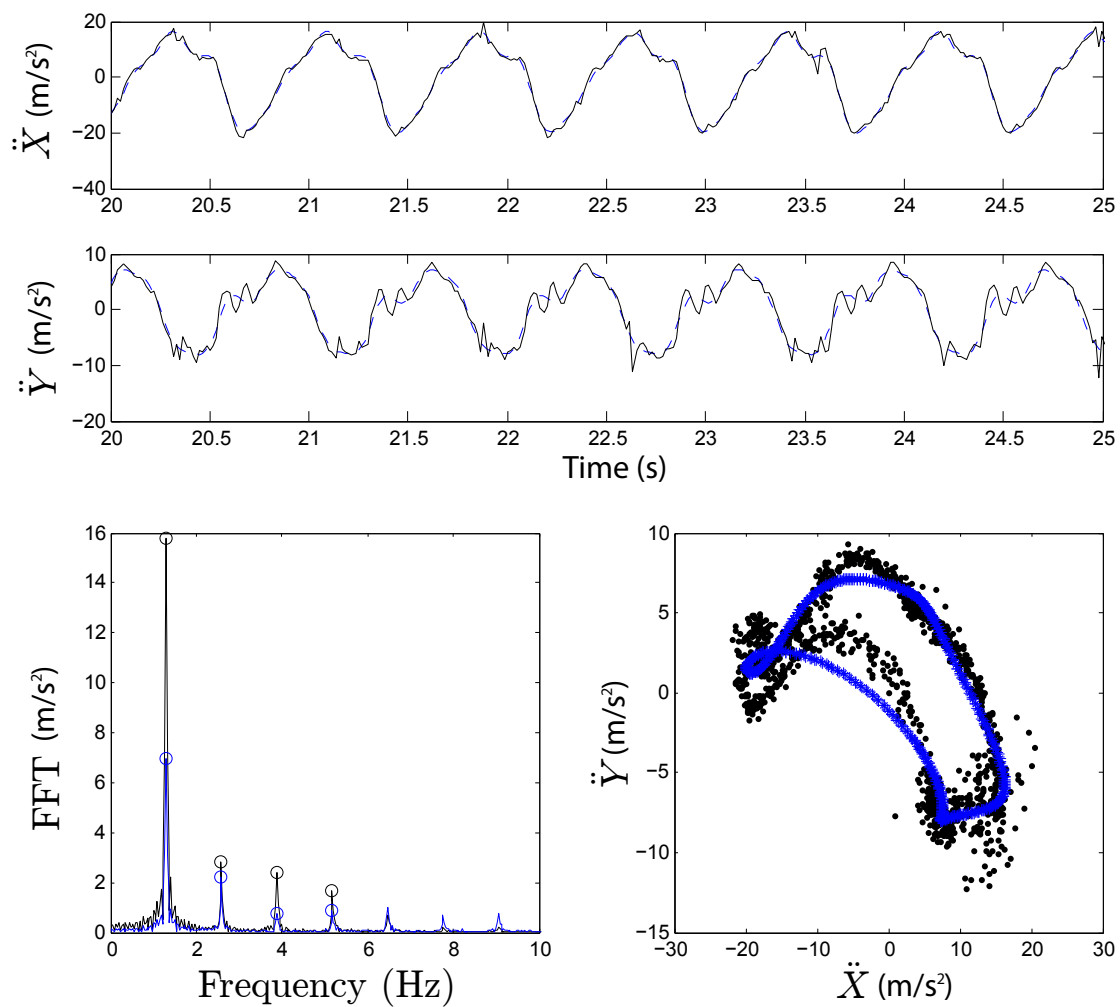 20
0
−20
−40
Ẍ (m/s²)
20 20.5 21 21.5 22 22.5 23 23.5 24 24.5 25
10
0
−10
−20
Ÿ (m/s²)
20 20.5 21 21.5 22 22.5 23 23.5 24 24.5 25
Time (s)
16
14
12
10
8
6
4
2
0
FFT (m/s²)
0 2 4 6 8 10
Frequency (Hz)
10
5
0
−5
−10
−15
Ÿ (m/s²)
−30 −20 −10 0 10 20 30
Ẍ (m/s²)